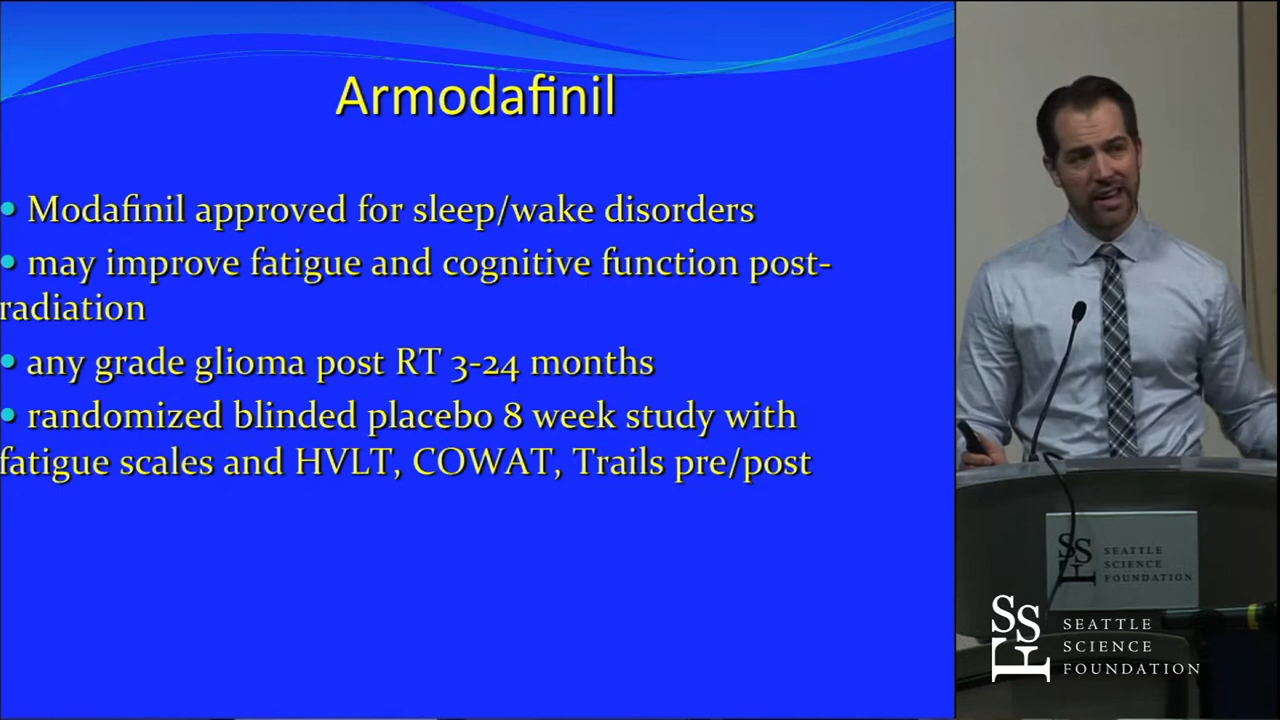 Armodafinil
• Modafinil approved for sleep/wake disorders
• may improve fatigue and cognitive function post-
radiation
• any grade glioma post RT 3-24 months
• randomized blinded placebo 8 week study with
fatigue scales and HVLT, COWAT, Trails pre/post
SSF
SEATTLE
SCIENCE
FOUNDATION
SSF
SEATTLE
SCIENCE
FOUNDATION